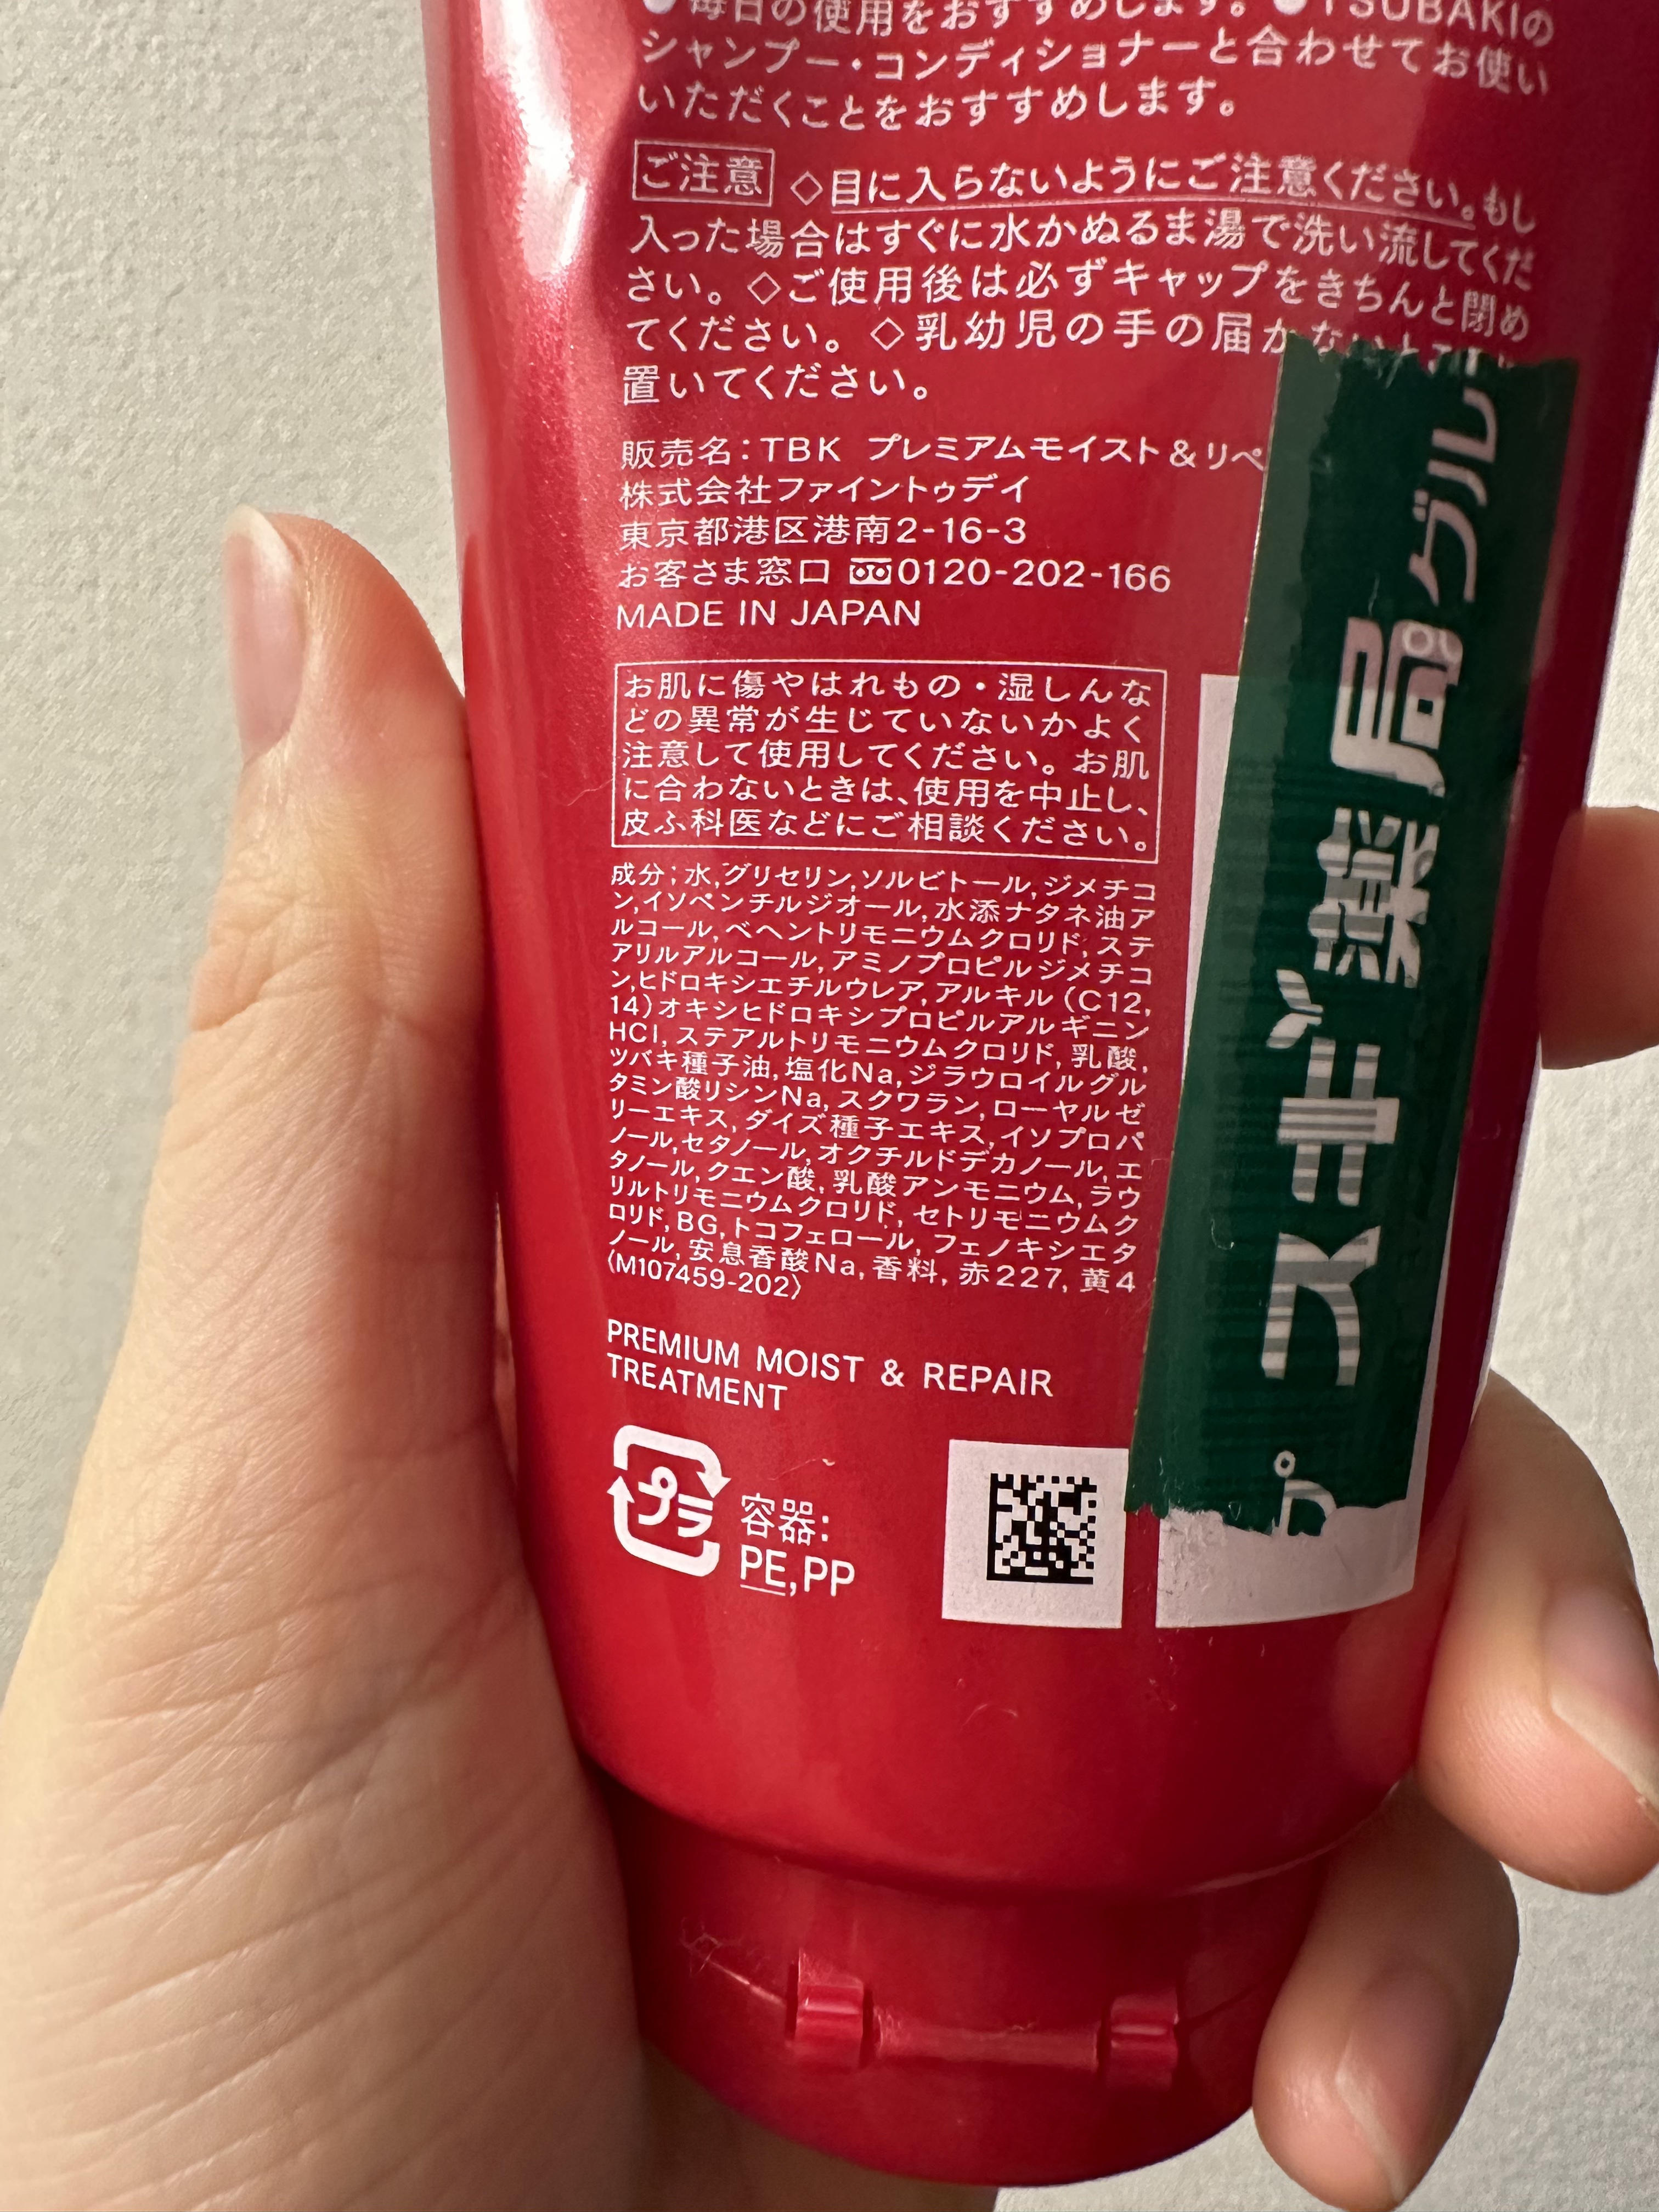 ●毎日の使用をおすすめします。●TSUBAKIの
シャンプー・コンディショナーと合わせてお使い
いただくことをおすすめします。
ご注意 ◇目に入らないようにご注意ください。もし
入った場合はすぐに水かぬるま湯で洗い流してくだ
さい。◇ご使用後は必ずキャップをきちんと閉め
てください。◇乳幼児の手の届かないところに
置いてください。
販売名：TBK プレミアムモイスト＆リペ
株式会社ファイントゥデイ
東京都港区港南2-16-3
お客さま窓口 0120-202-166
MADE IN JAPAN
お肌に傷やはれもの・湿しんな
どの異常が生じていないかよく
注意して使用してください。お肌
に合わないときは、使用を中止し、
皮ふ科医などにご相談ください。
成分；水,グリセリン,ソルビトール,ジメチコ
ン,イソペンチルジオール,水添ナタネ油ア
ルコール,ベヘントリモニウムクロリド,ステ
アリルアルコール,アミノプロピルジメチコ
ン,ヒドロキシエチルウレア,アルキル(C12,
14)オキシヒドロキシプロピルアルギニン
HCl,ステアルトリモニウムクロリド,乳酸,
ツバキ種子油,塩化Na,ジラウロイルグル
タミン酸リシンNa,スクワラン,ローヤルゼ
リーエキス,ダイズ種子エキス,イソプロパ
ノール,セタノール,オクチルドデカノール,エ
タノール,クエン酸,乳酸アンモニウム,ラウ
リルトリモニウムクロリド,セトリモニウムク
ロリド,BG,トコフェロール,フェノキシエタ
ノール,安息香酸Na,香料,赤227,黄4
〈M107459-202〉
PREMIUM MOIST & REPAIR
TREATMENT
プラ
容器：
PE,PP
プ スギ薬局グル